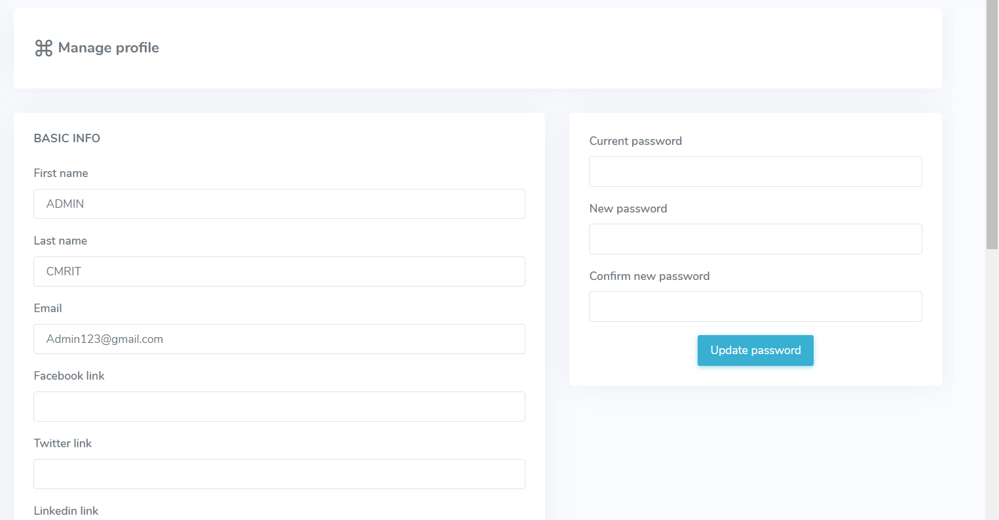 Manage profile
BASIC INFO
First name
ADMIN
Last name
CMRIT
Email
Admin123@gmail.com
Facebook link
Twitter link
Linkedin link
Current password
New password
Confirm new password
Update password